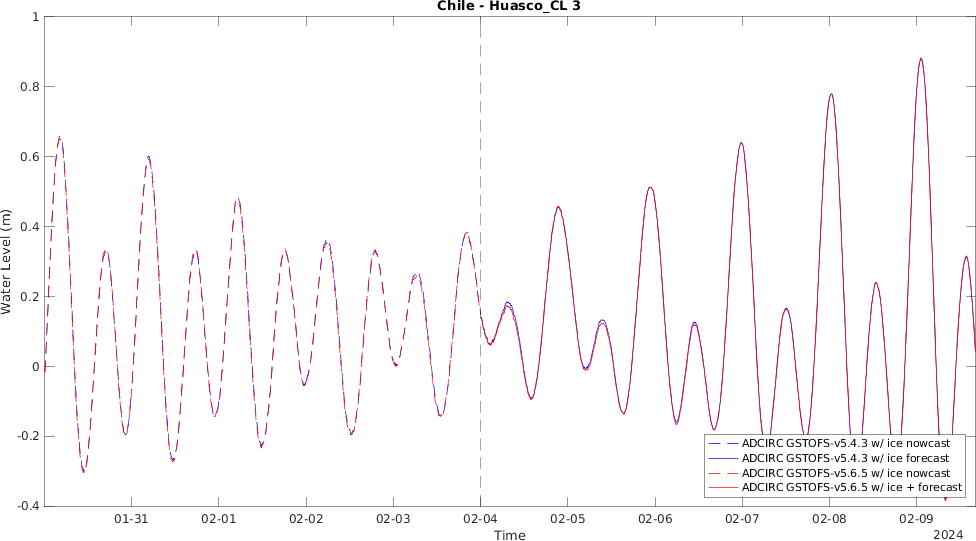 Chile - Huasco_CL 3
1
0.8
0.6
0.4
0.2
0
-0.2
-0.4
Water Level (m)
ADCIRC GSTOFS-v5.4.3 w/ ice nowcast
ADCIRC GSTOFS-v5.4.3 w/ ice forecast
ADCIRC GSTOFS-v5.6.5 w/ ice nowcast
ADCIRC GSTOFS-v5.6.5 w/ ice + forecast
01-31 02-01 02-02 02-03 02-04 02-05 02-06 02-07 02-08 02-09
Time
2024